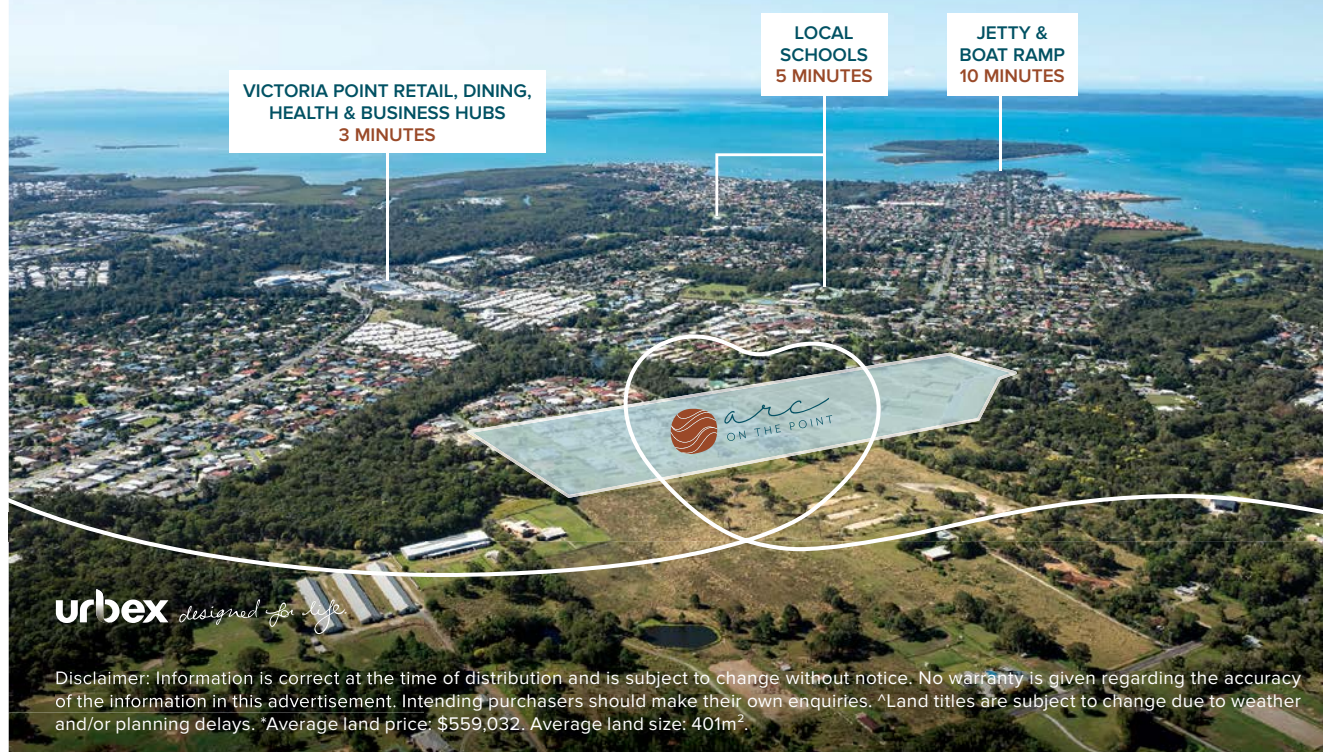 LOCAL
SCHOOLS
5 MINUTES
JETTY &
BOAT RAMP
10 MINUTES
VICTORIA POINT RETAIL, DINING,
HEALTH & BUSINESS HUBS
3 MINUTES
arc
ON THE POINT
urbex designed for life.
Disclaimer: Information is correct at the time of distribution and is subject to change without notice. No warranty is given regarding the accuracy
of the information in this advertisement. Intending purchasers should make their own enquiries. ^Land titles are subject to change due to weather
and/or planning delays. *Average land price: $559,032. Average land size: 401m².